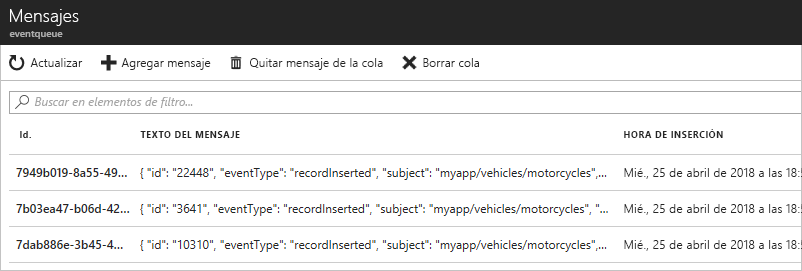 Mensajes
eventqueue
Actualizar Agregar mensaje Quitar mensaje de la cola Borrar cola
Buscar en elementos de filtro...
Id. TEXTO DEL MENSAJE HORA DE INSERCIÓN
7949b019-8a55-49... { "id": "22448", "eventType": "recordInserted", "subject": "myapp/vehicles/motorcycles",... Mié., 25 de abril de 2018 a las 18:5
7b03ea47-b06d-42... { "id": "3641", "eventType": "recordInserted", "subject": "myapp/vehicles/motorcycles", "... Mié., 25 de abril de 2018 a las 18:5
7dab886e-3b45-4... { "id": "10310", "eventType": "recordInserted", "subject": "myapp/vehicles/motorcycles",... Mié., 25 de abril de 2018 a las 18:5